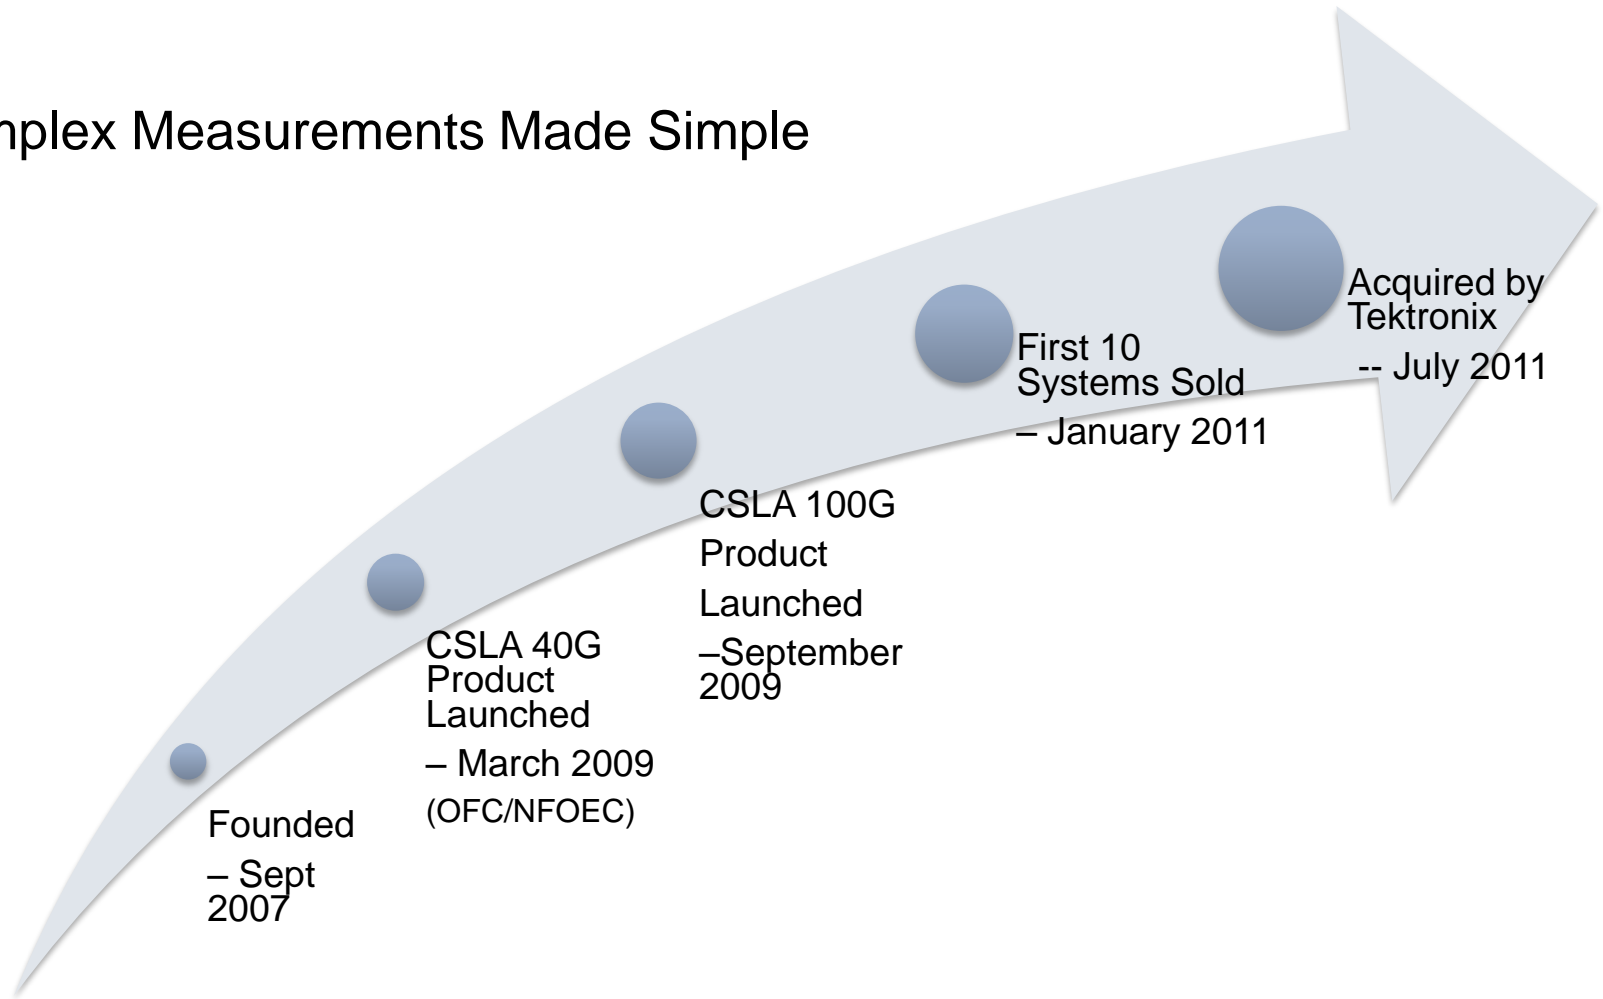 mplex Measurements Made Simple
Founded
– Sept
2007
CSLA 40G
Product
Launched
– March 2009
(OFC/NFOEC)
CSLA 100G
Product
Launched
–September
2009
First 10
Systems Sold
– January 2011
Acquired by
Tektronix
-- July 2011